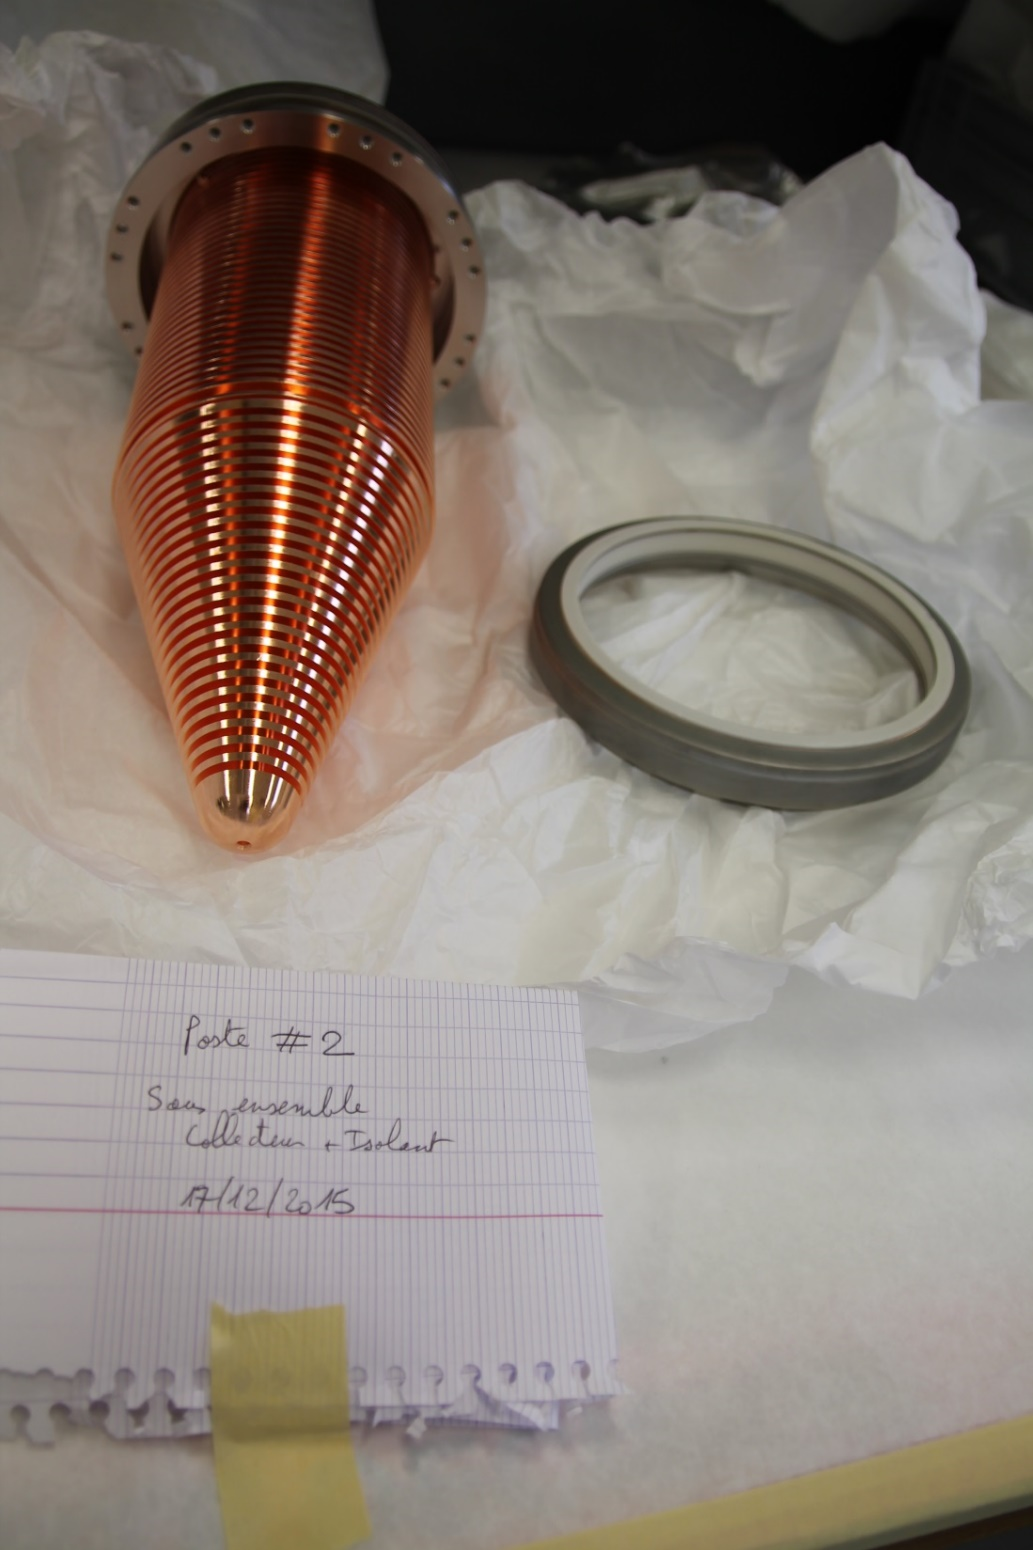 Poste #2
Sous ensemble
Collecteur + Isolant
17/12/2015